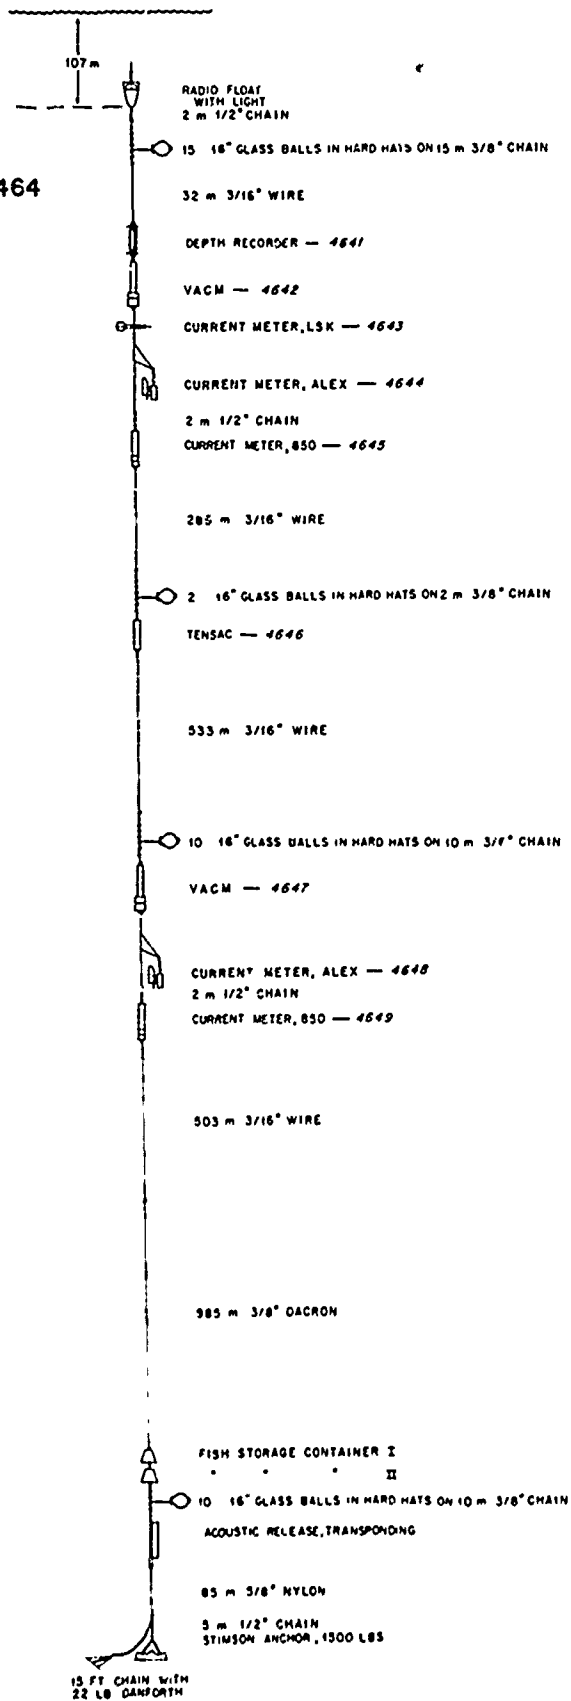 107 m
RADIO FLOAT
WITH LIGHT
2 m 1/2" CHAIN
15 16" GLASS BALLS IN HARD HATS ON 15 m 3/8" CHAIN
464
32 m 3/16" WIRE
DEPTH RECORDER — 4641
VACM — 4642
CURRENT METER, LSK — 4643
CURRENT METER, ALEX — 4644
2 m 1/2" CHAIN
CURRENT METER, 850 — 4645
285 m 3/16" WIRE
2 16" GLASS BALLS IN HARD HATS ON 2 m 3/8" CHAIN
TENSAC — 4646
533 m 3/16" WIRE
10 16" GLASS BALLS IN HARD HATS ON 10 m CHAIN
VACM — 4647
CURRENT METER, ALEX — 4648
2 m 1/2" CHAIN
CURRENT METER, 850 — 4649
503 m 3/16" WIRE
985 m 3/8" DACRON
FISH STORAGE CONTAINER I
" " " II
10 16" GLASS BALLS IN HARD HATS ON 10 m 3/8" CHAIN
ACOUSTIC RELEASE, TRANSPONDING
85 m 5/8" NYLON
5 m 1/2" CHAIN
STIMSON ANCHOR, 1500 LBS
15 FT CHAIN WITH
22 LB DANFORTH